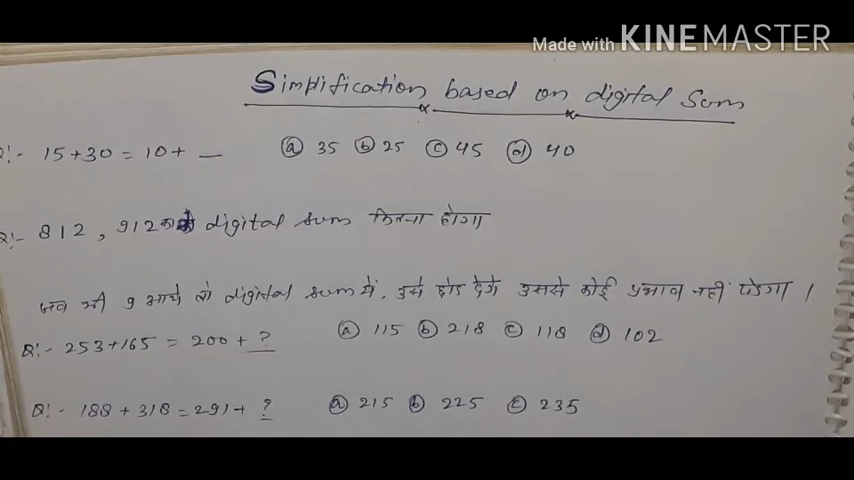 Made with KINEMASTER
Simplification based on digital sum
Q:- 15+30 = 10+ __ (a) 35 (b) 25 (c) 45 (d) 40
Q:- 812, 912 का digital sum कितना होगा
जब भी 9 आये तो digital sum में, उसे छोड़ देंगे उससे कोई प्रभाव नहीं पड़ेगा।
Q:- 253+165 = 200 + ? (a) 115 (b) 218 (c) 118 (d) 102
Q:- 188 + 318 = 291+ ? (a) 215 (b) 225 (c) 235